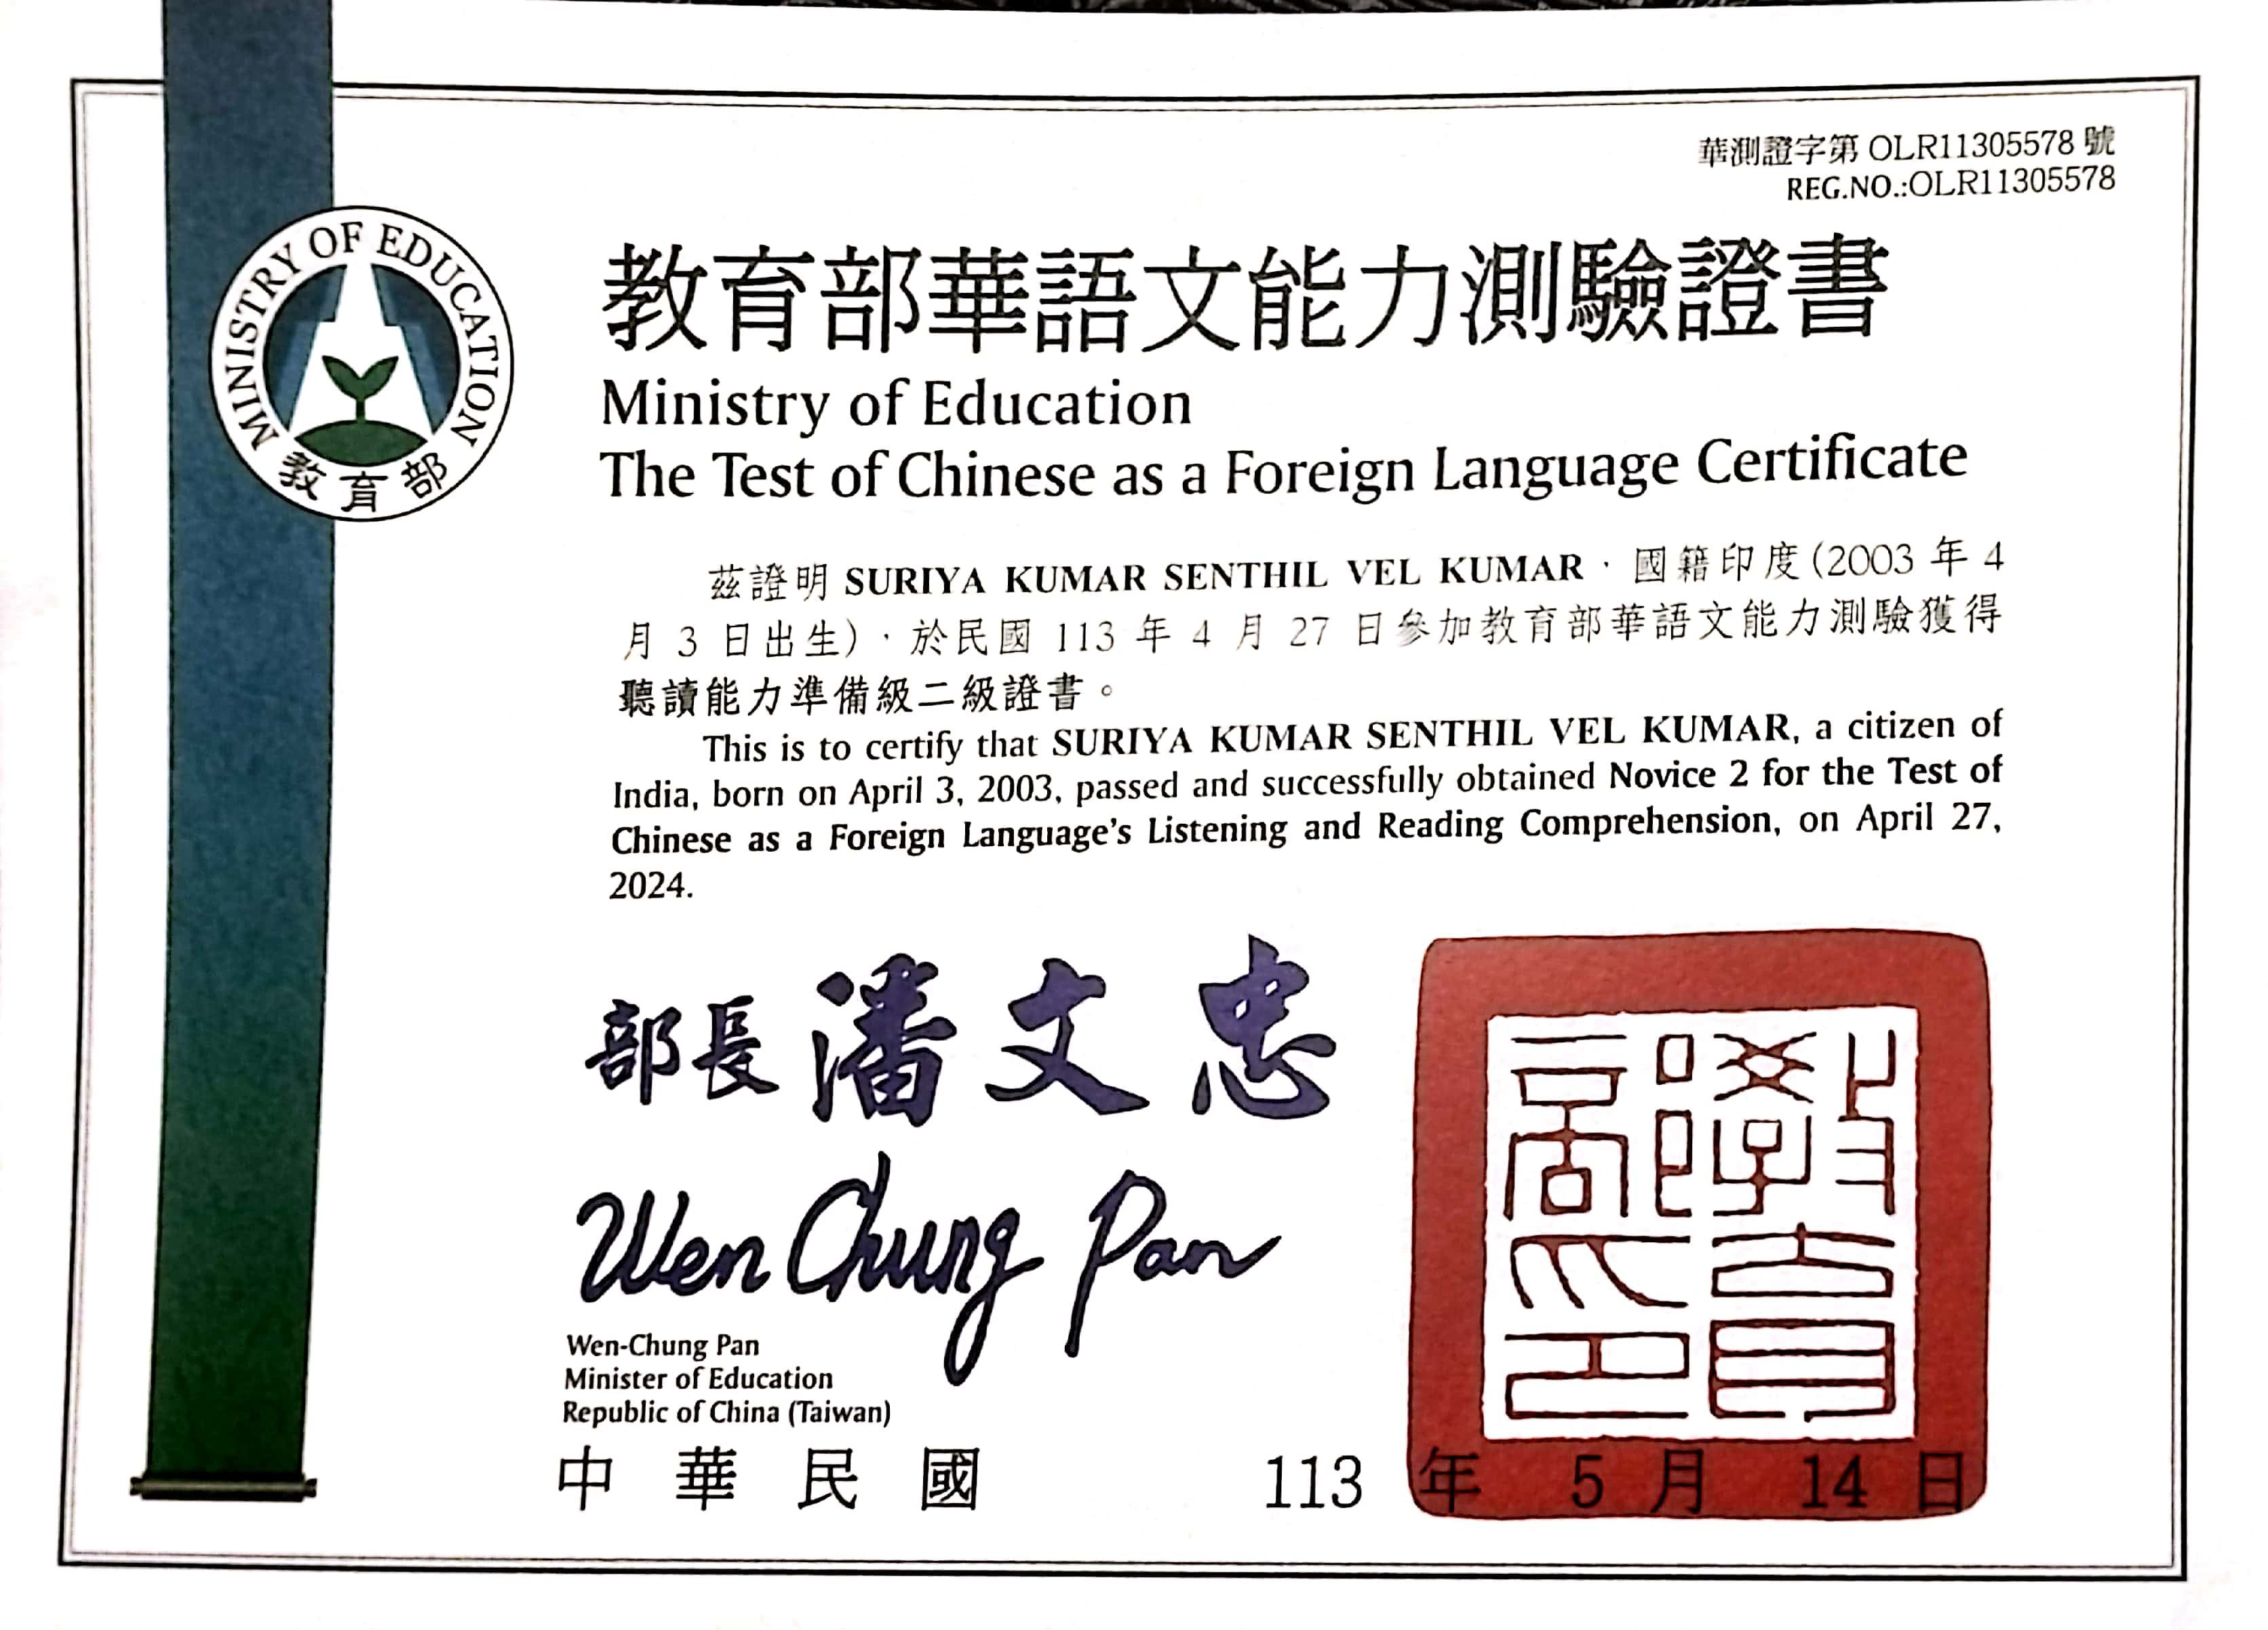 華測證字第 OLR11305578 號
REG.NO.:OLR11305578
MINISTRY OF EDUCATION
教育部
教育部華語文能力測驗證書
Ministry of Education
The Test of Chinese as a Foreign Language Certificate
茲證明 SURIYA KUMAR SENTHIL VEL KUMAR，國籍印度(2003 年 4
月 3 日出生)，於民國 113 年 4 月 27 日參加教育部華語文能力測驗獲得
聽讀能力準備級二級證書。
This is to certify that SURIYA KUMAR SENTHIL VEL KUMAR, a citizen of
India, born on April 3, 2003, passed and successfully obtained Novice 2 for the Test of
Chinese as a Foreign Language's Listening and Reading Comprehension, on April 27,
2024.
部長 潘文忠
Wen Chung Pan
教育部印
Wen-Chung Pan
Minister of Education
Republic of China (Taiwan)
中 華 民 國 113 年 5 月 14 日